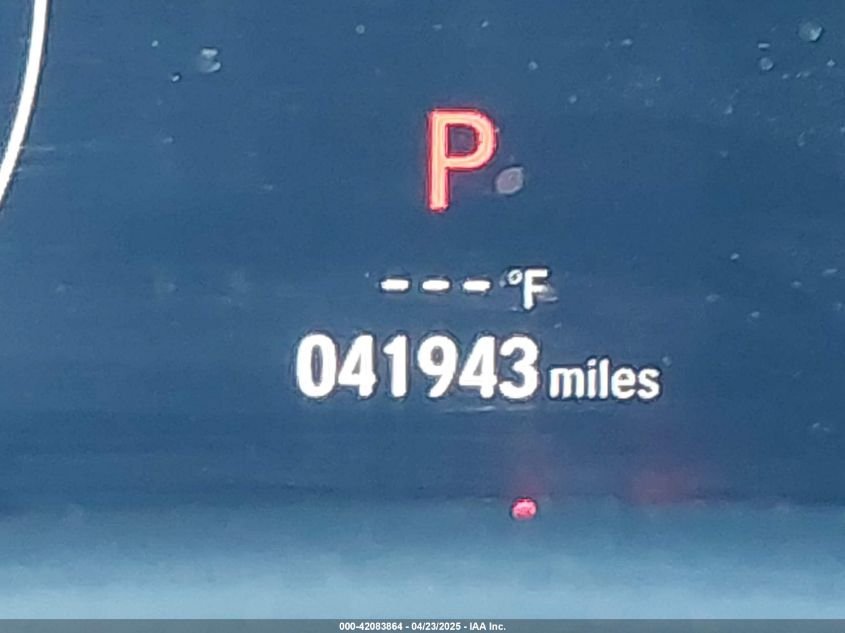 P
--- °F
041943 miles
000-42083864 - 04/23/2025 - IAA Inc.